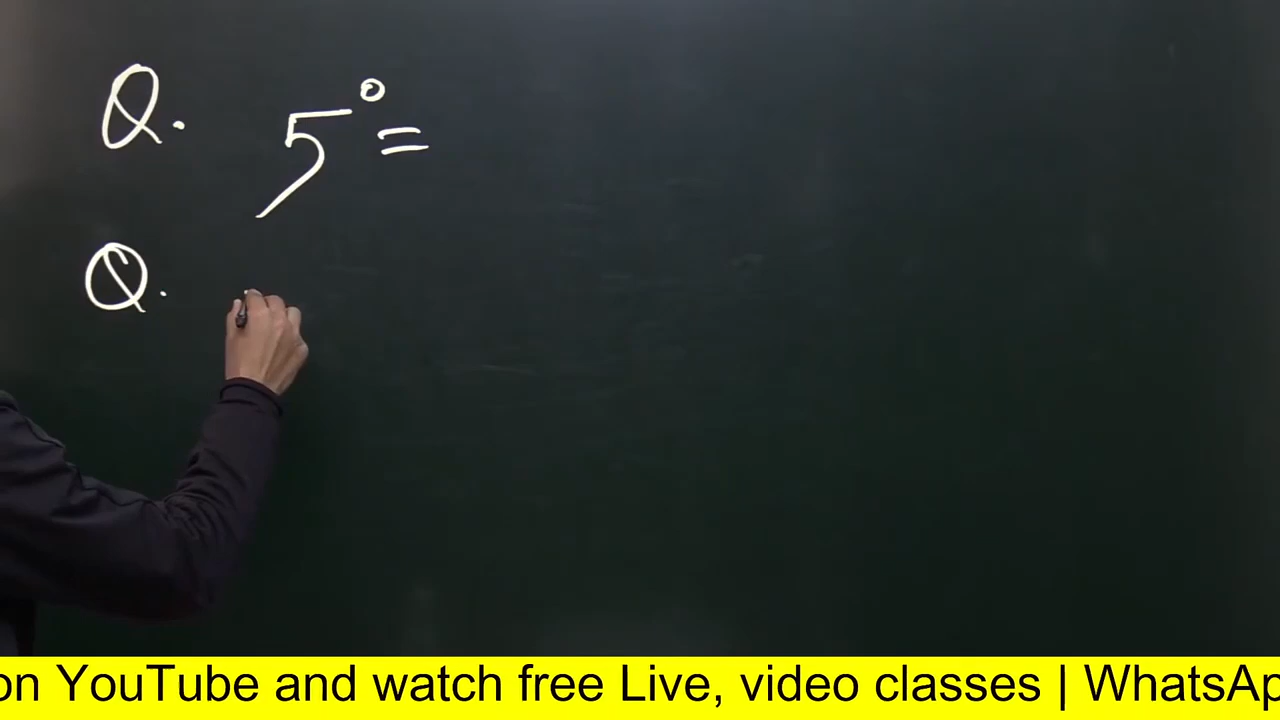 Q. 5° =
Q.
on YouTube and watch free Live, video classes | WhatsAp